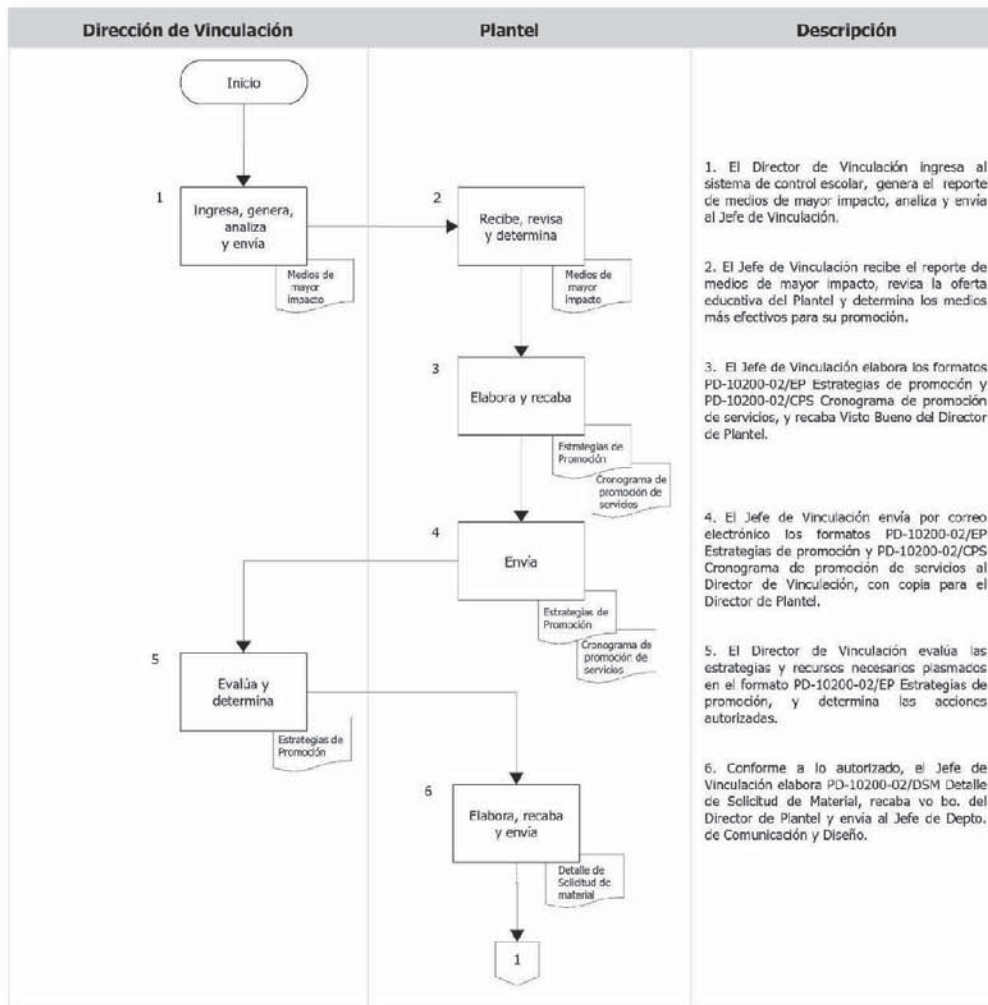 Dirección de Vinculación
Plantel
Descripción
Inicio
1
Ingresa, genera,
analiza
y envía
Medios de
mayor
impacto
2
Recibe, revisa
y determina
Medios de
mayor
impacto
3
Elabora y recaba
Estrategias de
Promoción
Cronograma de
promoción de
servicios
4
Envía
Estrategias de
Promoción
Cronograma de
promoción de
servicios
5
Evalúa y
determina
Estrategias de
Promoción
6
Elabora, recaba
y envía
Detalle de
Solicitud de
material
1
1. El Director de Vinculación ingresa al
sistema de control escolar, genera el reporte
de medios de mayor impacto, analiza y envía
al Jefe de Vinculación.
2. El Jefe de Vinculación recibe el reporte de
medios de mayor impacto, revisa la oferta
educativa del Plantel y determina los medios
más efectivos para su promoción.
3. El Jefe de Vinculación elabora los formatos
PD-10200-02/EP Estrategias de promoción y
PD-10200-02/CPS Cronograma de promoción
de servicios, y recaba Visto Bueno del Director
de Plantel.
4. El Jefe de Vinculación envía por correo
electrónico los formatos PD-10200-02/EP
Estrategias de promoción y PD-10200-02/CPS
Cronograma de promoción de servicios al
Director de Vinculación, con copia para el
Director de Plantel.
5. El Director de Vinculación evalúa las
estrategias y recursos necesarios plasmados
en el formato PD-10200-02/EP Estrategias de
promoción, y determina las acciones
autorizadas.
6. Conforme a lo autorizado, el Jefe de
Vinculación elabora PD-10200-02/DSM Detalle
de Solicitud de Material, recaba vo bo. del
Director de Plantel y envía al Jefe de Depto.
de Comunicación y Diseño.